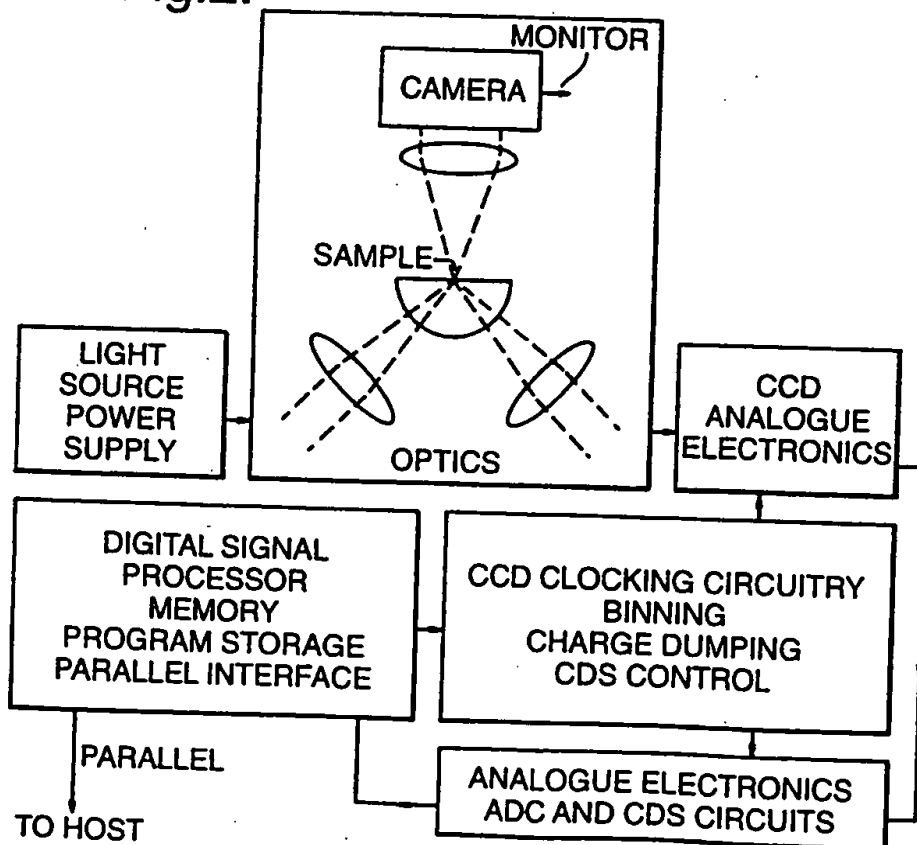 MONITOR
CAMERA
SAMPLE
LIGHT
SOURCE
POWER
SUPPLY
OPTICS
CCD
ANALOGUE
ELECTRONICS
DIGITAL SIGNAL
PROCESSOR
MEMORY
PROGRAM STORAGE
PARALLEL INTERFACE
CCD CLOCKING CIRCUITRY
BINNING
CHARGE DUMPING
CDS CONTROL
PARALLEL
ANALOGUE ELECTRONICS
ADC AND CDS CIRCUITS
TO HOST